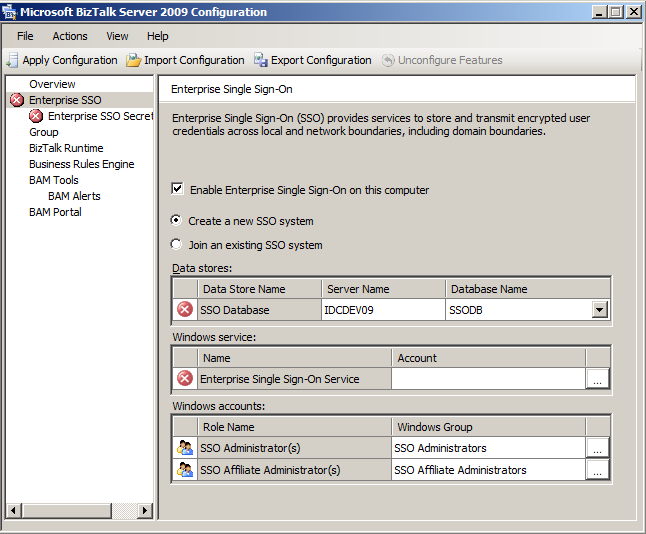 Microsoft BizTalk Server 2009 Configuration
File Actions View Help
Apply Configuration Import Configuration Export Configuration Unconfigure Features
Overview
Enterprise SSO
Enterprise SSO Secret
Group
BizTalk Runtime
Business Rules Engine
BAM Tools
BAM Alerts
BAM Portal
Enterprise Single Sign-On
Enterprise Single Sign-On (SSO) provides services to store and transmit encrypted user
credentials across local and network boundaries, including domain boundaries.
Enable Enterprise Single Sign-On on this computer
Create a new SSO system
Join an existing SSO system
Data stores:
Data Store Name Server Name Database Name
SSO Database IDCDEV09 SSODB
Windows service:
Name Account
Enterprise Single Sign-On Service ...
Windows accounts:
Role Name Windows Group
SSO Administrator(s) SSO Administrators ...
SSO Affiliate Administrator(s) SSO Affiliate Administrators ...